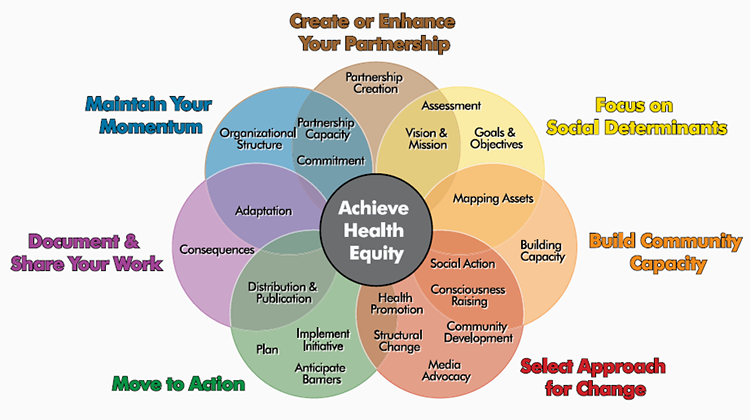 Create or Enhance
Your Partnership
Partnership
Creation
Maintain Your
Momentum
Organizational
Structure
Partnership
Capacity
Commitment
Assessment
Vision &
Mission
Goals &
Objectives
Focus on
Social Determinants
Mapping Assets
Achieve
Health
Equity
Adaptation
Consequences
Document &
Share Your Work
Building
Capacity
Build Community
Capacity
Social Action
Consciousness
Raising
Community
Development
Media
Advocacy
Health
Promotion
Structural
Change
Select Approach
for Change
Distribution &
Publication
Plan
Implement
Initiative
Anticipate
Barriers
Move to Action